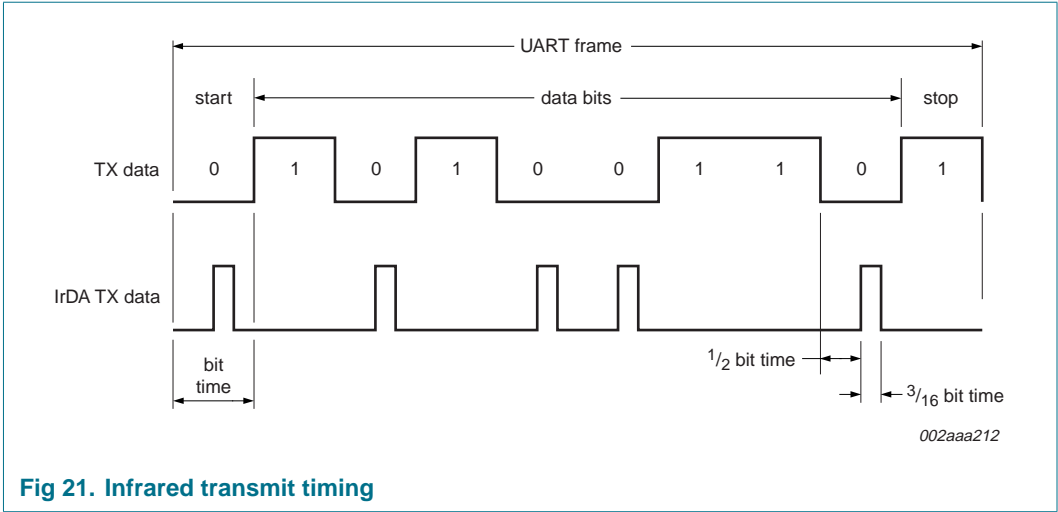 UART frame
start data bits stop
TX data 0 1 0 1 0 0 1 1 0 1
IrDA TX data
bit
time
1/2 bit time
3/16 bit time
002aaa212
Fig 21. Infrared transmit timing